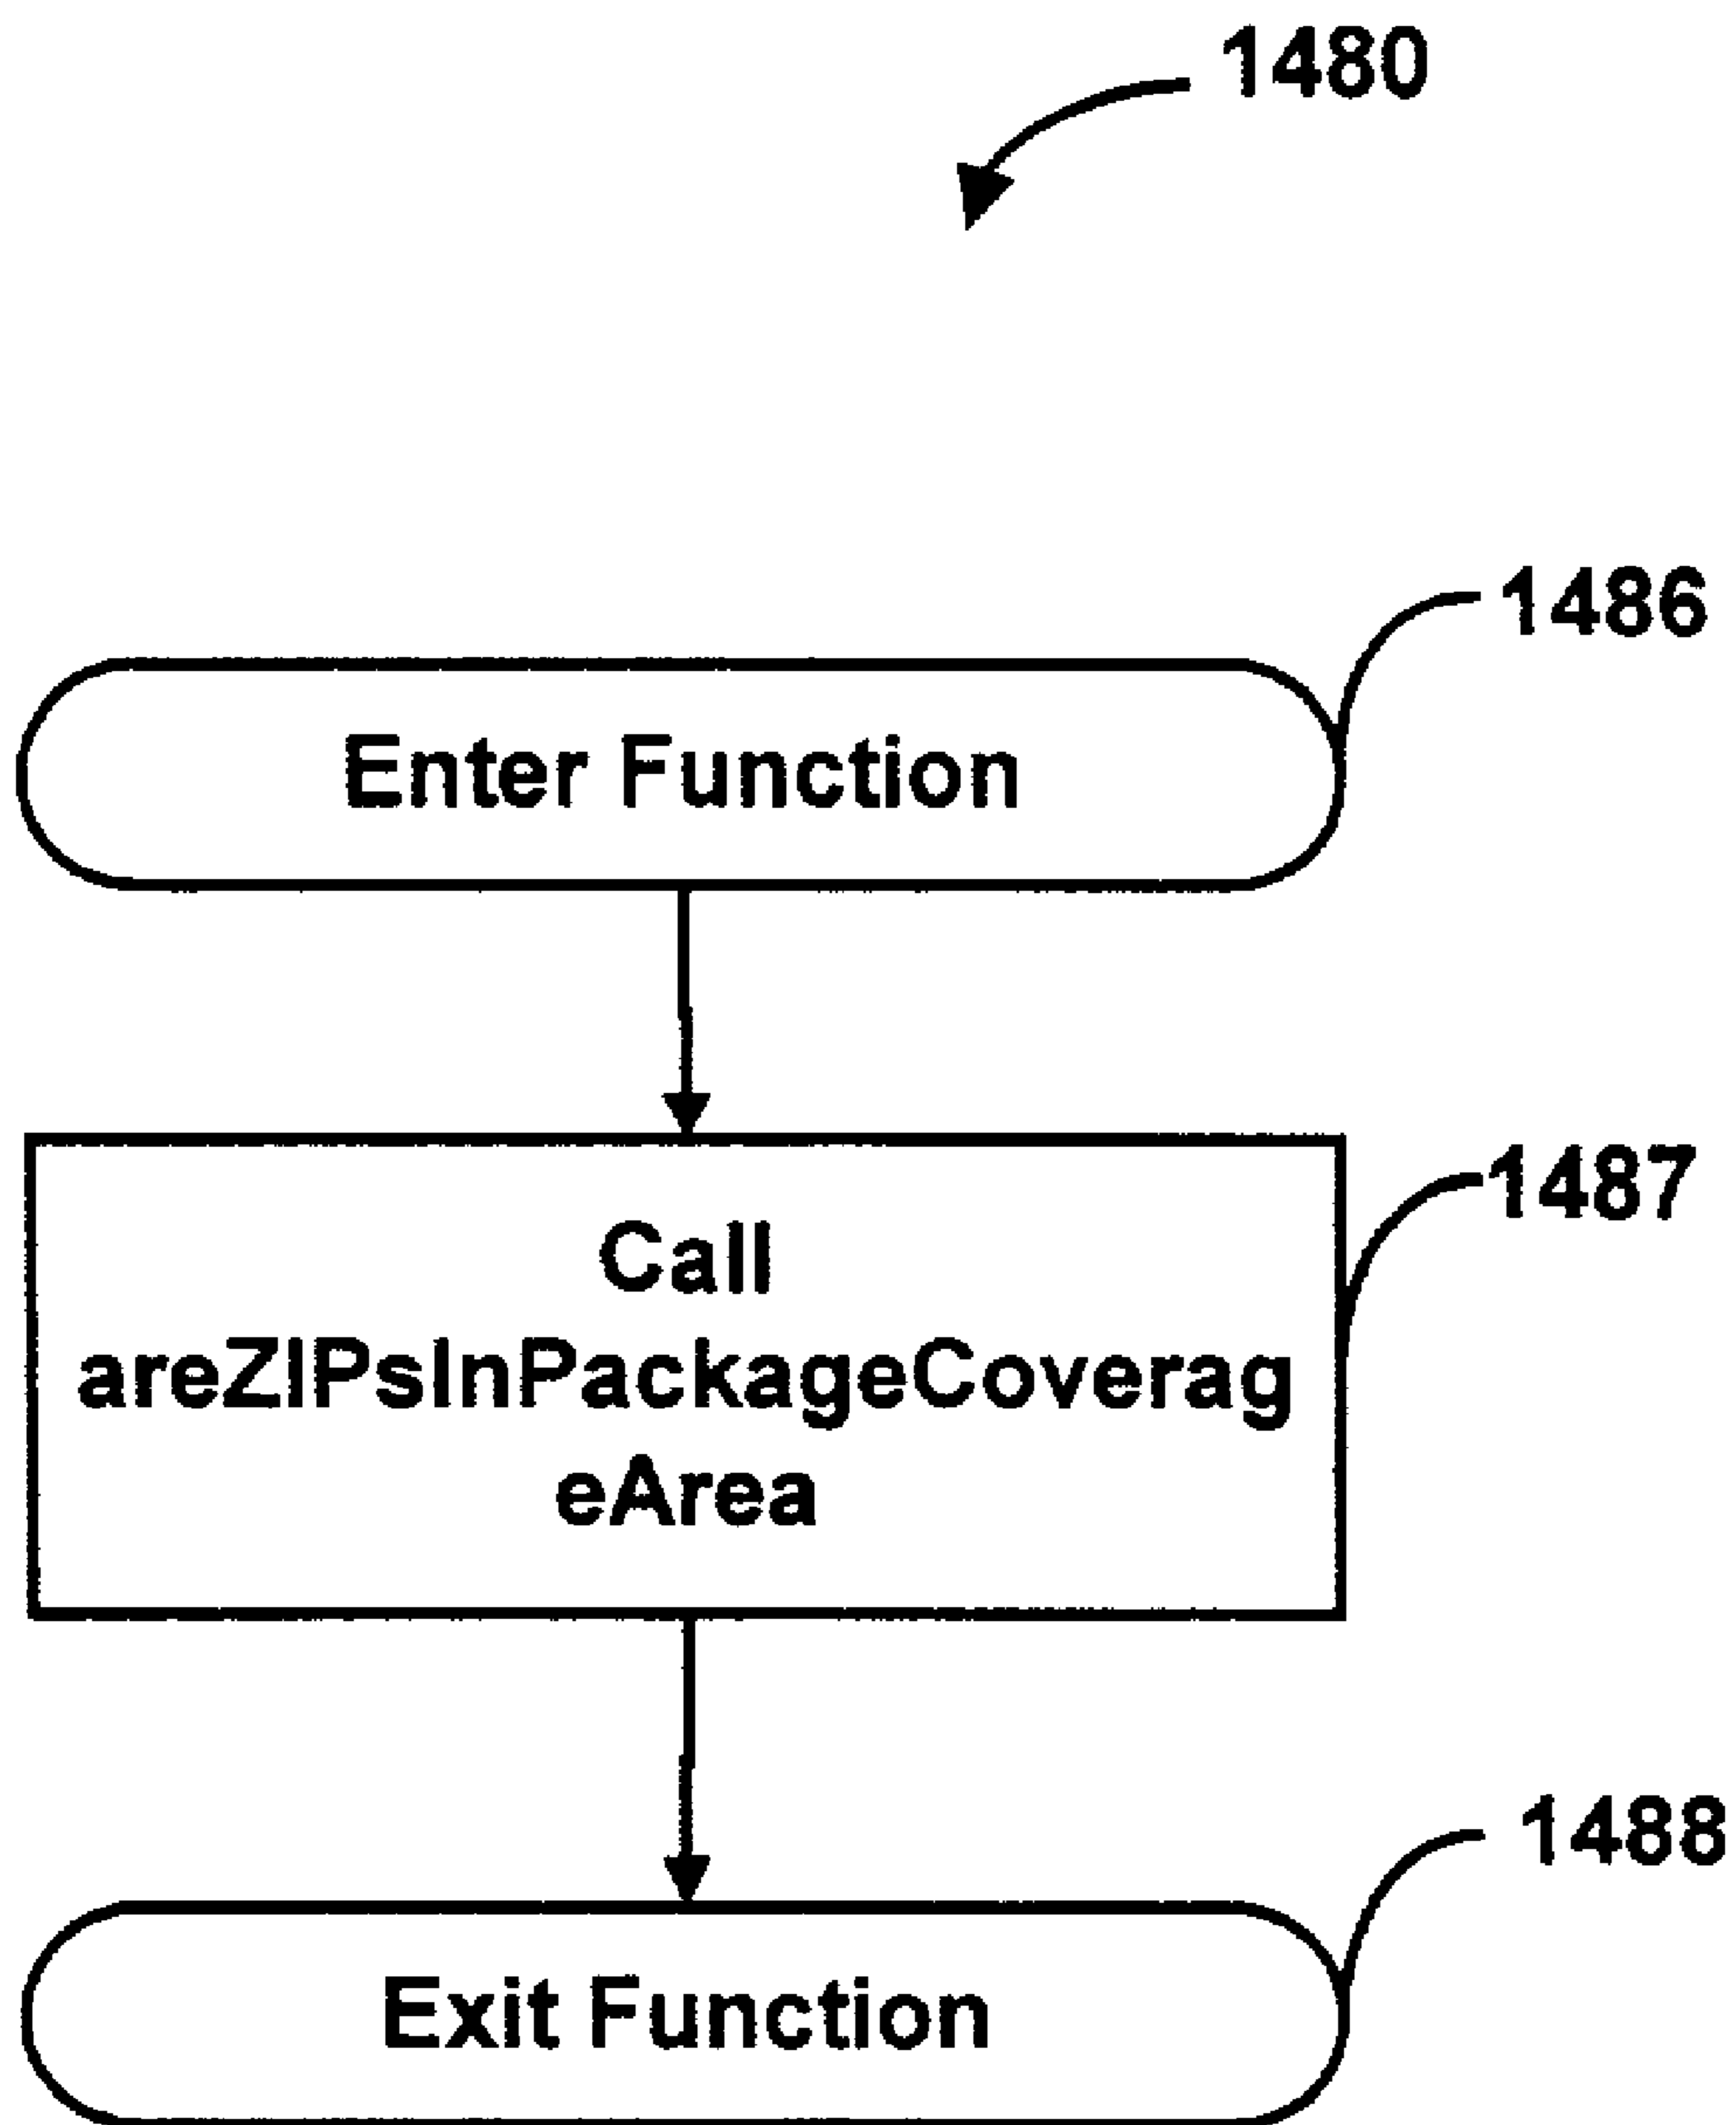 1480
1486
Enter Function
1487
Call
areZIPsInPackageCoverag
eArea
1488
Exit Function